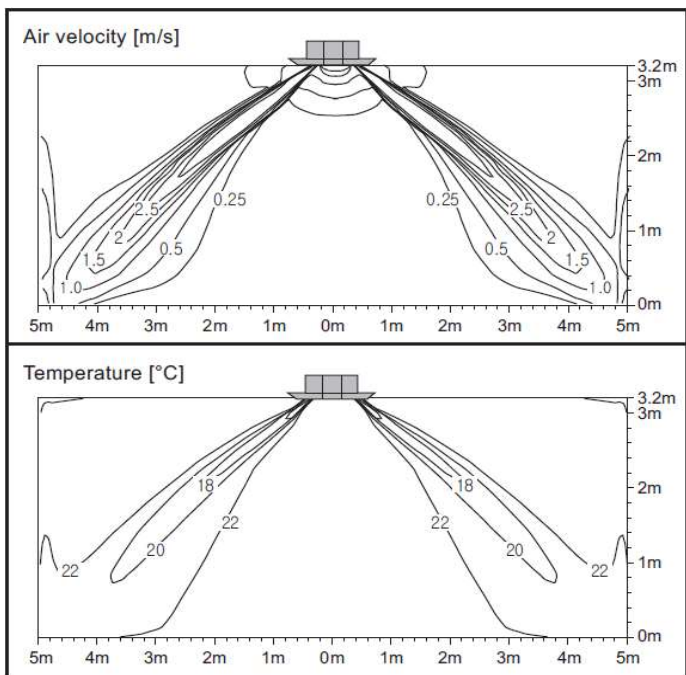 Air velocity [m/s]
3.2m
3m
2m
0.25 0.25
2.5 2.5
2 2
1m
0.5 0.5
1.5 1.5
1.0 1.0
0m
5m 4m 3m 2m 1m 0m 1m 2m 3m 4m 5m
Temperature [°C]
3.2m
3m
18 18
2m
22 22
20 20
22 22
1m
0m
5m 4m 3m 2m 1m 0m 1m 2m 3m 4m 5m